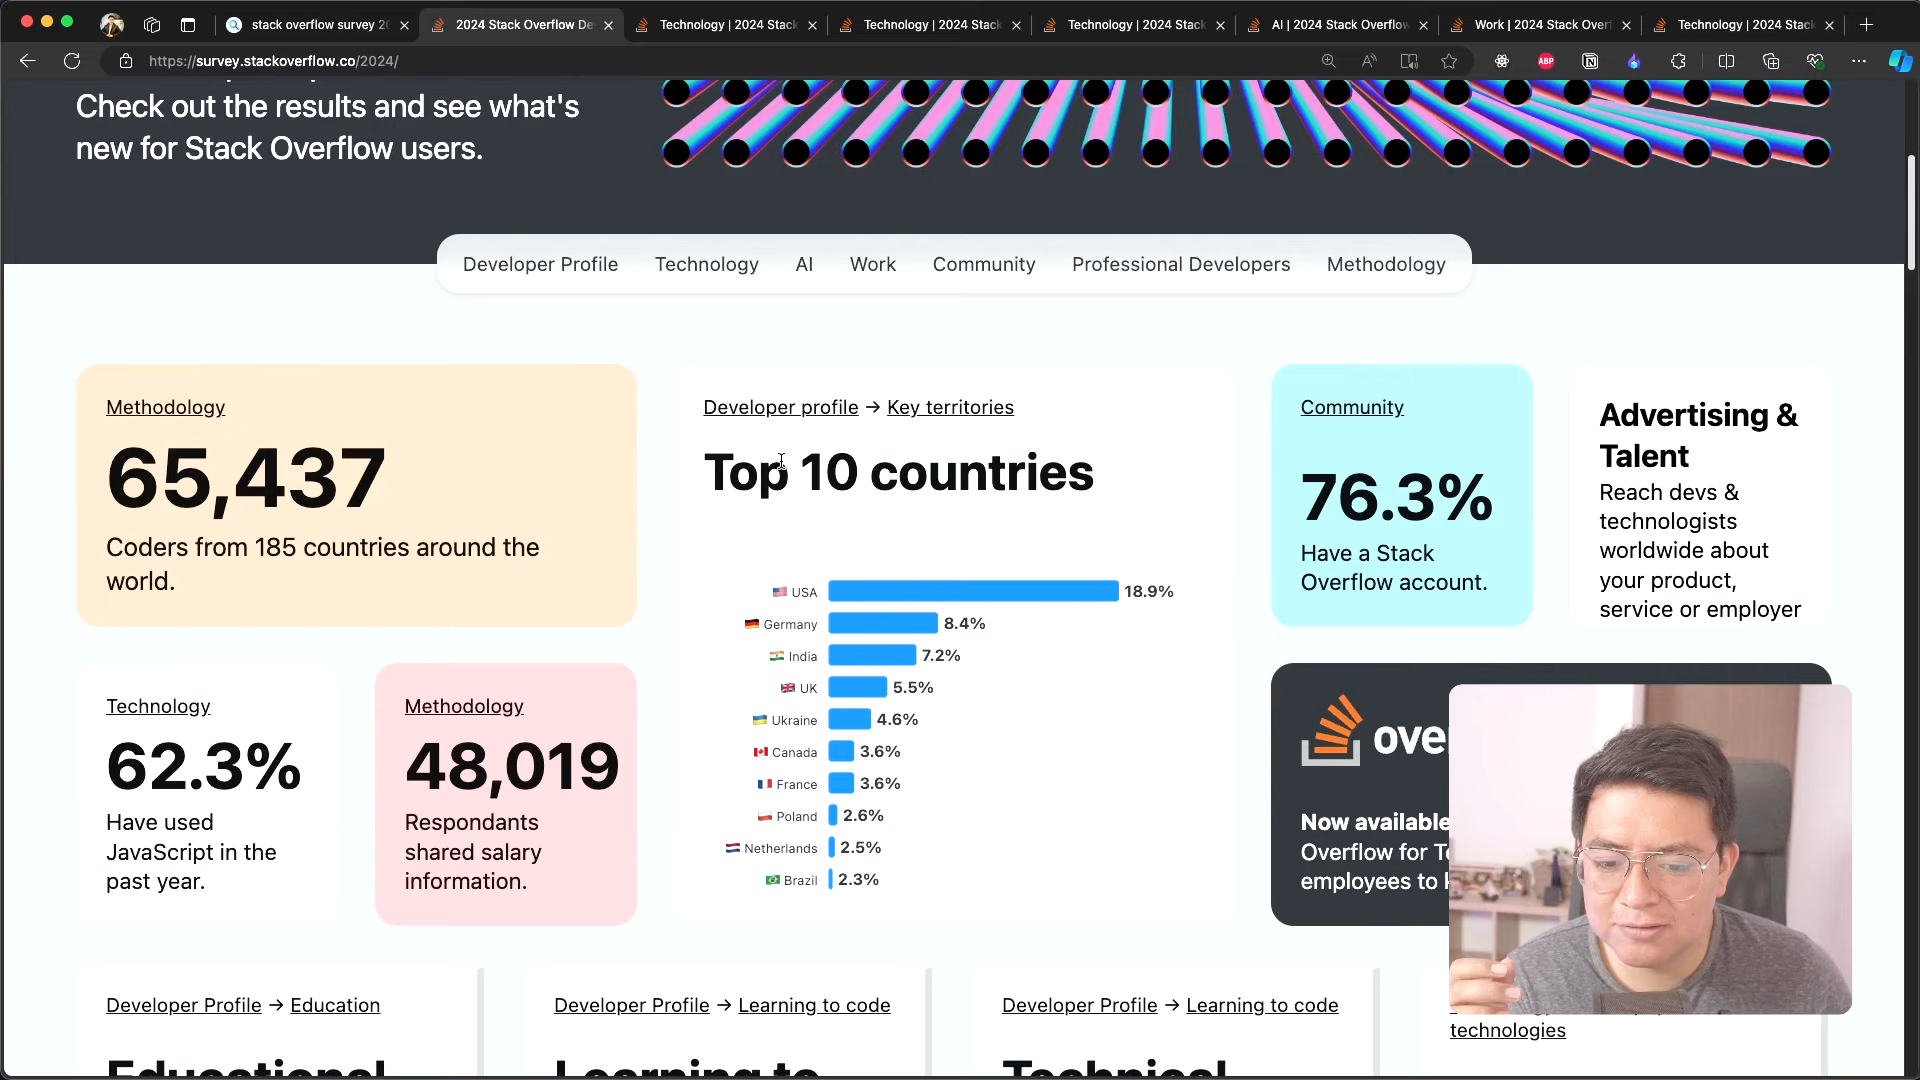 stack overflow survey 20
2024 Stack Overflow De
Technology | 2024 Stack
Technology | 2024 Stack
Technology | 2024 Stack
AI | 2024 Stack Overflow
Work | 2024 Stack Overf
Technology | 2024 Stack
https://survey.stackoverflow.co/2024/
ABP
Check out the results and see what's
new for Stack Overflow users.
Developer Profile
Technology
AI
Work
Community
Professional Developers
Methodology
Methodology
65,437
Coders from 185 countries around the
world.
Developer profile → Key territories
Top 10 countries
USA 18.9%
Germany 8.4%
India 7.2%
UK 5.5%
Ukraine 4.6%
Canada 3.6%
France 3.6%
Poland 2.6%
Netherlands 2.5%
Brazil 2.3%
Community
76.3%
Have a Stack
Overflow account.
Advertising &
Talent
Reach devs &
technologists
worldwide about
your product,
service or employer
Technology
62.3%
Have used
JavaScript in the
past year.
Methodology
48,019
Respondants
shared salary
information.
over
Now available
Overflow for Te
employees to
Developer Profile → Education
Educational
Developer Profile → Learning to code
Learning to
Developer Profile → Learning to code
Technical
technologies